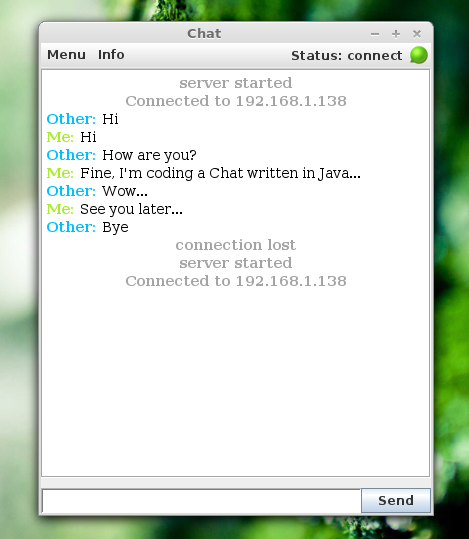 Chat
Menu Info Status: connect
server started
Connected to 192.168.1.138
Other: Hi
Me: Hi
Other: How are you?
Me: Fine, I'm coding a Chat written in Java...
Other: Wow...
Me: See you later...
Other: Bye
connection lost
server started
Connected to 192.168.1.138
Send